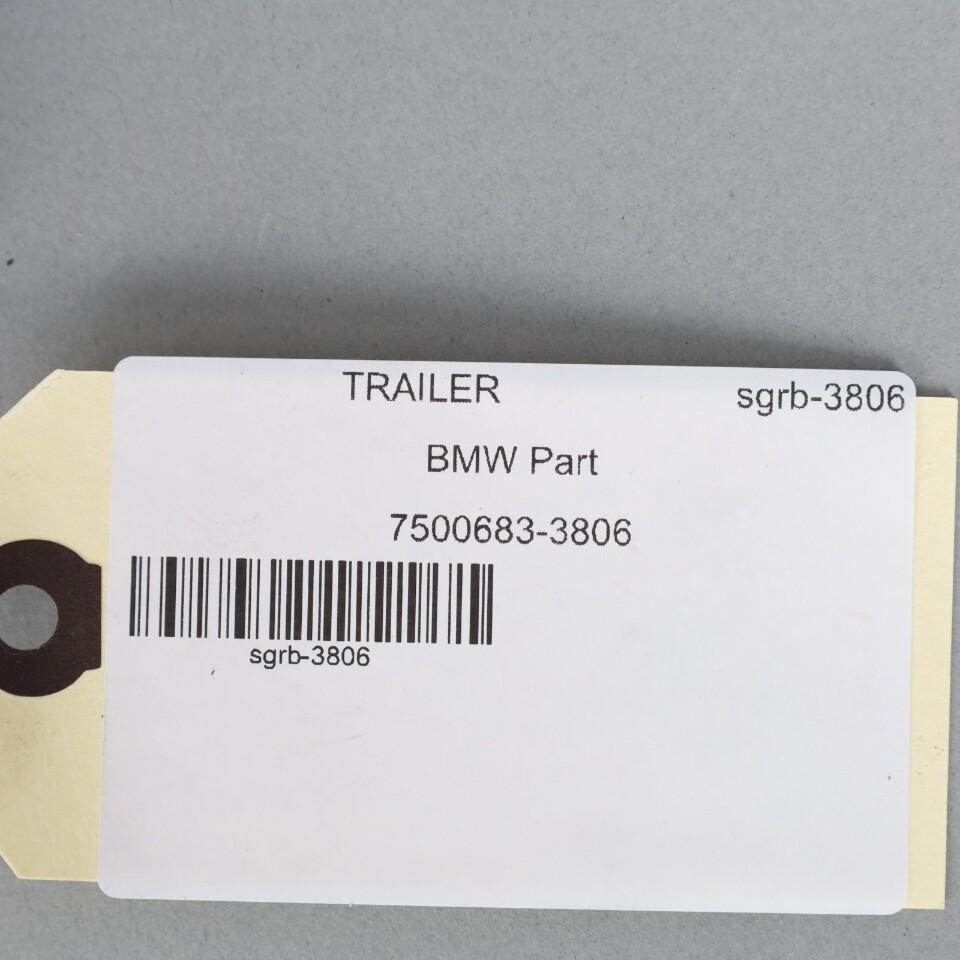 TRAILER sgrb-3806
BMW Part
7500683-3806
sgrb-3806